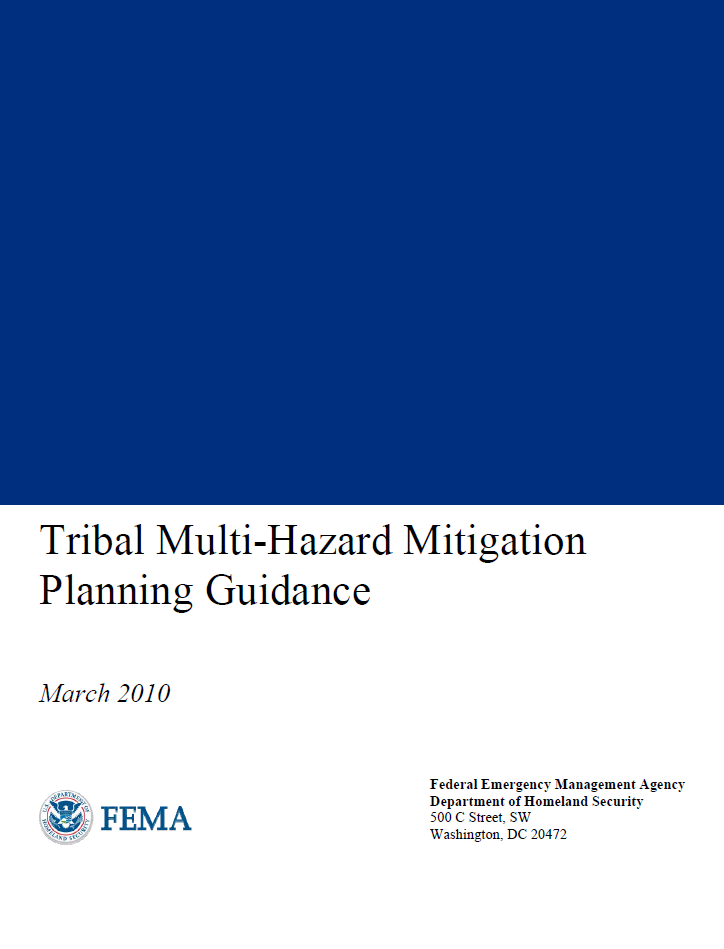 Tribal Multi-Hazard Mitigation
Planning Guidance
March 2010
U.S. DEPARTMENT OF
HOMELAND SECURITY
FEMA
Federal Emergency Management Agency
Department of Homeland Security
500 C Street, SW
Washington, DC 20472